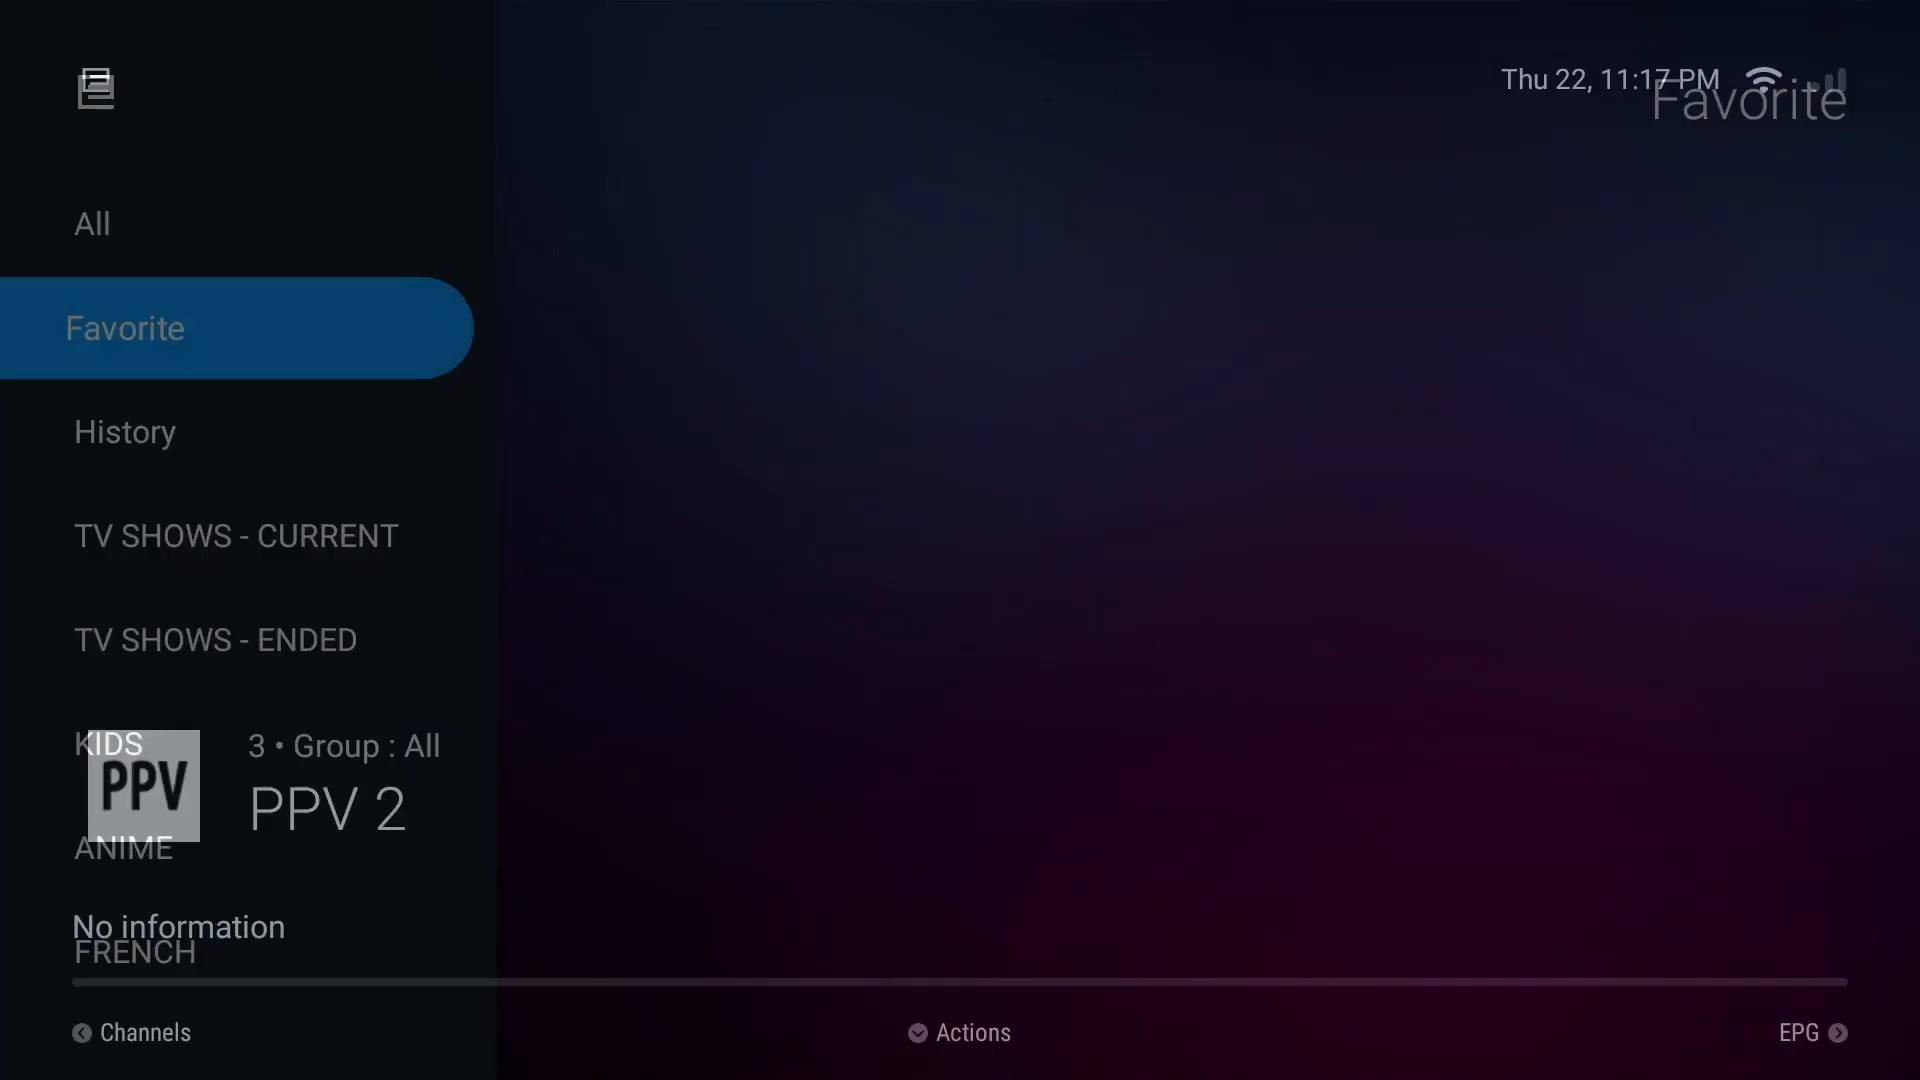 Thu 22, 11:17 PM
Favorite
All
Favorite
History
TV SHOWS - CURRENT
TV SHOWS - ENDED
KIDS
3 • Group : All
PPV
PPV 2
ANIME
No information
FRENCH
Channels
Actions
EPG